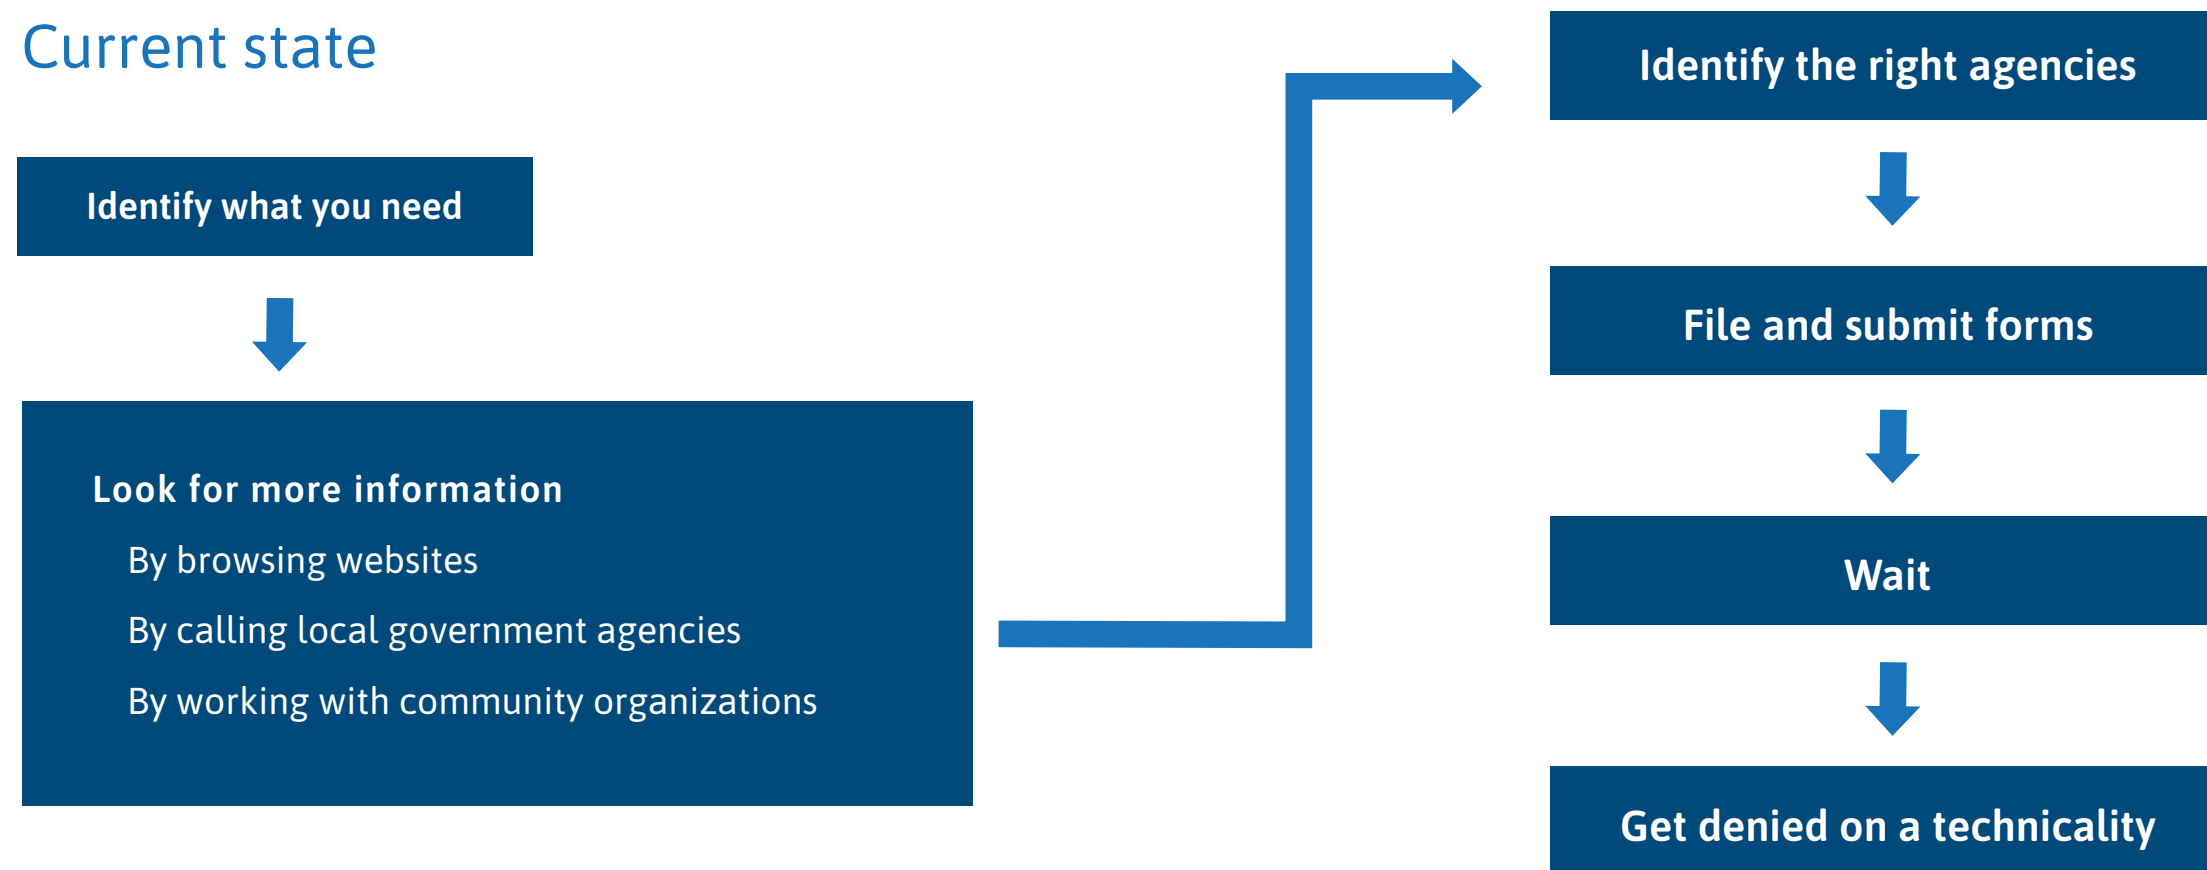 Current state
Identify what you need
Look for more information
By browsing websites
By calling local government agencies
By working with community organizations
Identify the right agencies
File and submit forms
Wait
Get denied on a technicality